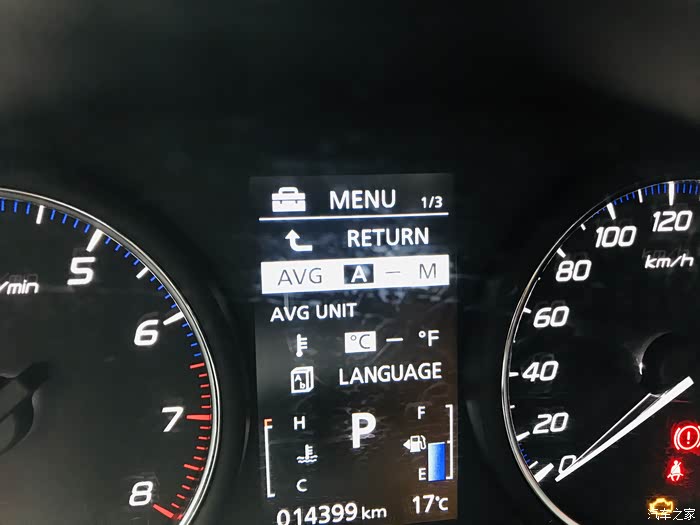 MENU 1/3
RETURN
AVG A – M
AVG UNIT
°C – °F
LANGUAGE
H P F
C E
014399 km 17°C
/min
5
6
7
8
120
100
80
km/h
60
40
20
0
汽车之家